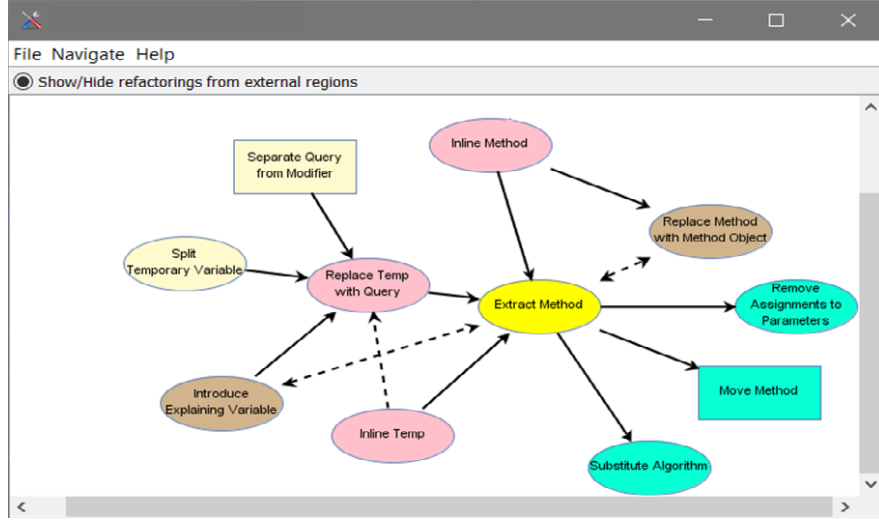 File Navigate Help
Show/Hide refactorings from external regions
Inline Method
Separate Query
from Modifier
Replace Method
with Method Object
Split
Temporary Variable
Replace Temp
with Query
Extract Method
Remove
Assignments to
Parameters
Introduce
Explaining Variable
Move Method
Inline Temp
Substitute Algorithm